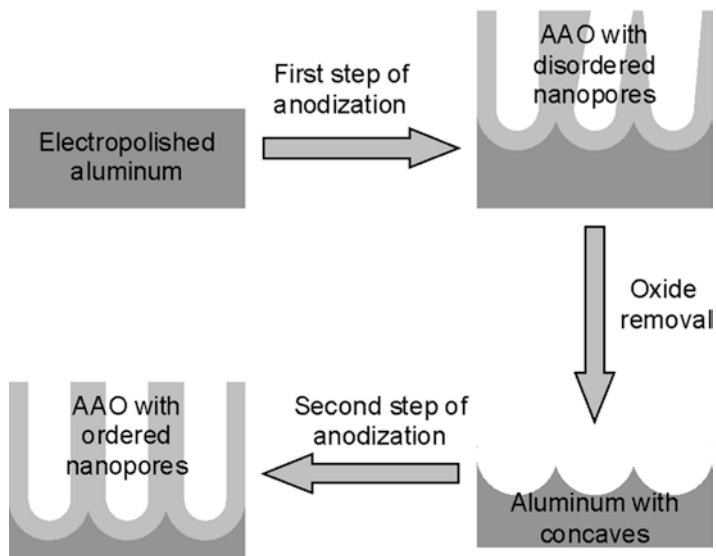 Electropolished
aluminum
First step of
anodization
AAO with
disordered
nanopores
Oxide
removal
Aluminum with
concaves
Second step of
anodization
AAO with
ordered
nanopores